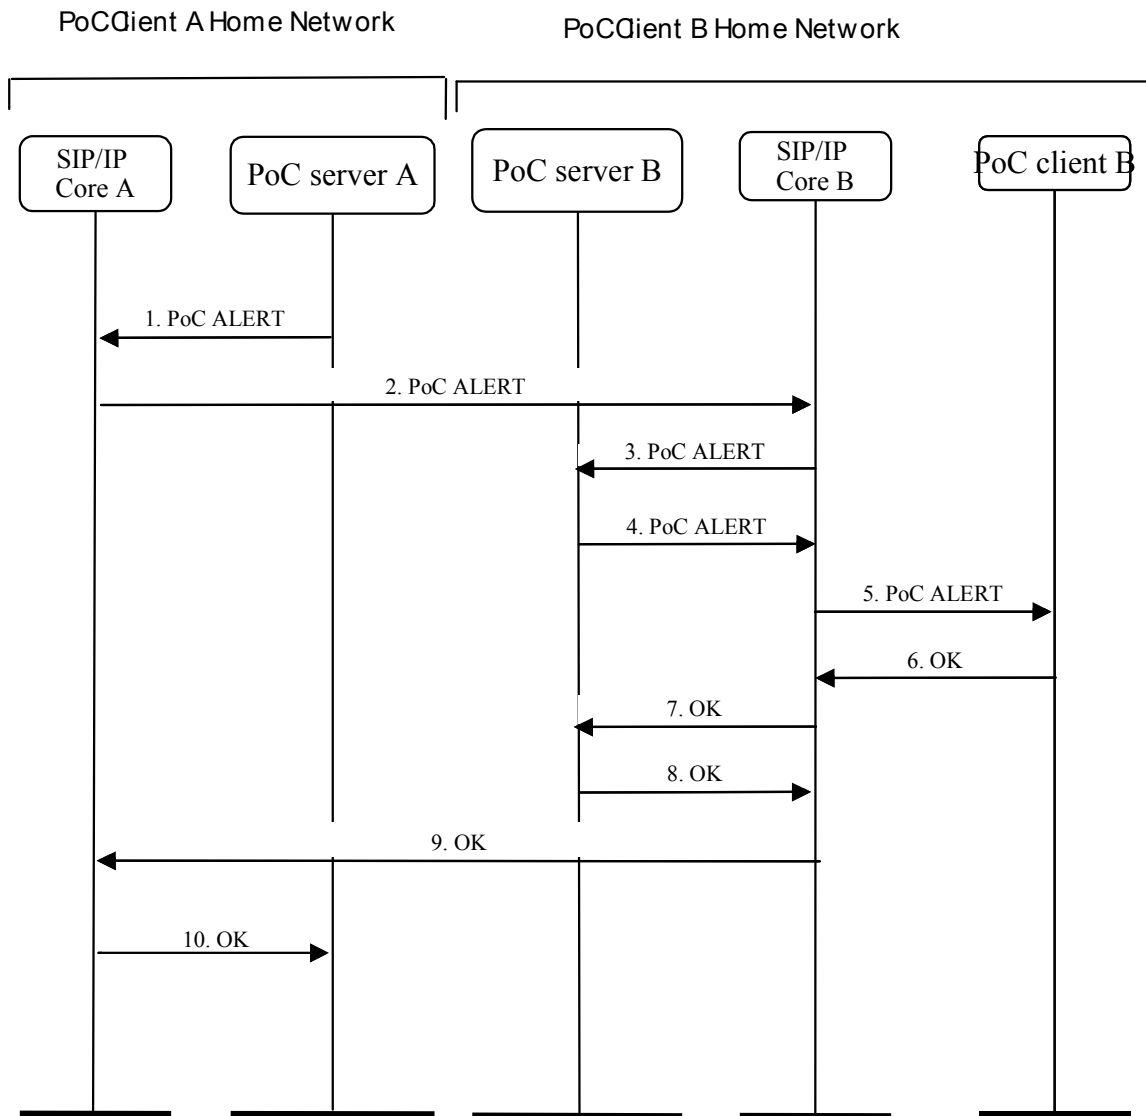 PoCClient A Home Network
PoCClient B Home Network
SIP/IP
Core A
PoC server A
PoC server B
SIP/IP
Core B
PoC client B
1. PoC ALERT
2. PoC ALERT
3. PoC ALERT
4. PoC ALERT
5. PoC ALERT
6. OK
7. OK
8. OK
9. OK
10. OK